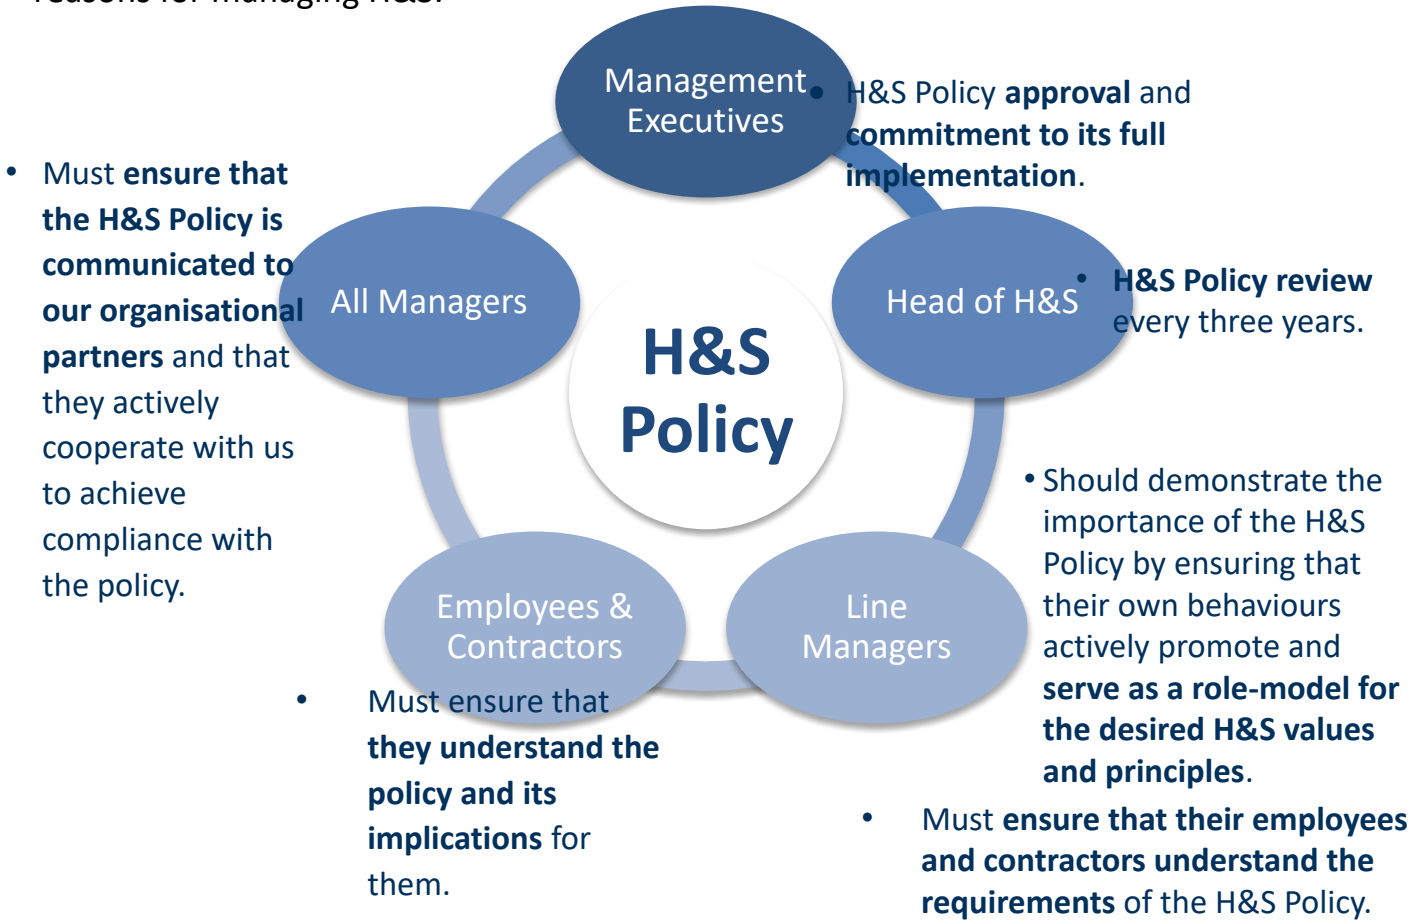 reasons for managing H&S.
Management
Executives
• H&S Policy approval and
commitment to its full
implementation.
Head of H&S
• H&S Policy review
every three years.
Line
Managers
• Should demonstrate the
importance of the H&S
Policy by ensuring that
their own behaviours
actively promote and
serve as a role-model for
the desired H&S values
and principles.
• Must ensure that their employees
and contractors understand the
requirements of the H&S Policy.
Employees &
Contractors
• Must ensure that
they understand the
policy and its
implications for
them.
All Managers
• Must ensure that
the H&S Policy is
communicated to
our organisational
partners and that
they actively
cooperate with us
to achieve
compliance with
the policy.
H&S
Policy